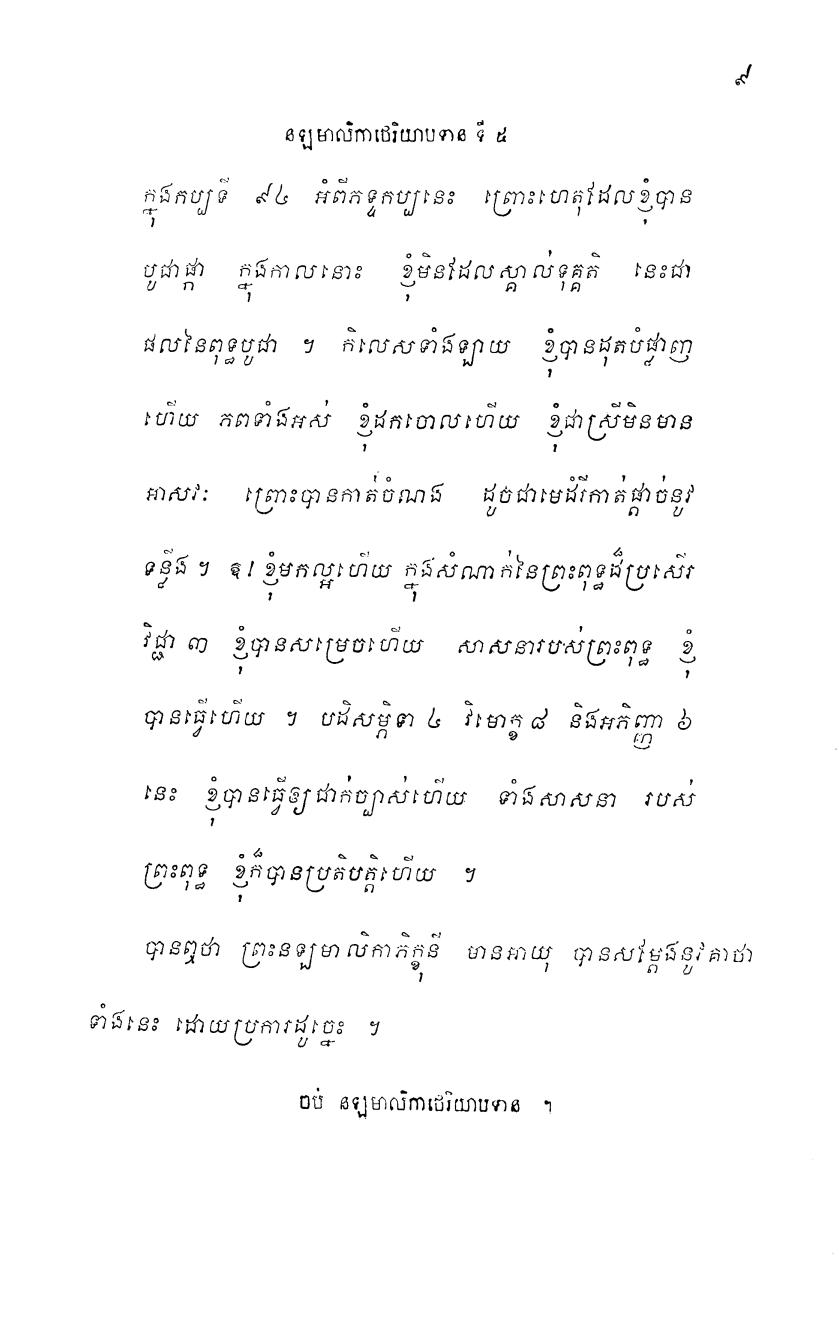 ៩
នឡមាលិកាថេរិយាបទាន ទី ៥
ក្នុងកប្បទី ៩៤ អំពីភទ្ទកប្បនេះ ព្រោះហេតុដែលខ្ញុំបាន
បូជាផ្កា ក្នុងកាលនោះ ខ្ញុំមិនដែលស្គាល់ទុគ្គតិ នេះជា
ផលនៃពុទ្ធបូជា ។ កិលេសទាំងឡាយ ខ្ញុំបានដុតបំផ្លាញ
ហើយ ភពទាំងអស់ ខ្ញុំដកចោលហើយ ខ្ញុំជាស្រីមិនមាន
អាសវៈ ព្រោះបានកាត់ចំណង ដូចជាមេដំរីកាត់ផ្តាច់នូវ
ទន្លីង ។ ឱ! ខ្ញុំមកល្អហើយ ក្នុងសំណាក់នៃព្រះពុទ្ធដ៏ប្រសើរ
វិជ្ជា ៣ ខ្ញុំបានសម្រេចហើយ សាសនារបស់ព្រះពុទ្ធ ខ្ញុំ
បានធ្វើហើយ ។ បដិសម្ភិទា ៤ វិមោក្ខ ៨ និងអភិញ្ញា ៦
នេះ ខ្ញុំបានធ្វើឲ្យជាក់ច្បាស់ហើយ ទាំងសាសនា របស់
ព្រះពុទ្ធ ខ្ញុំក៏បានប្រតិបត្តិហើយ ។
បានឮថា ព្រះនឡមាលិកាភិក្ខុនី មានអាយុ បានសម្តែងនូវគាថា
ទាំងនេះ ដោយប្រការដូច្នេះ ។
ចប់ នឡមាលិកាថេរិយាបទាន ។